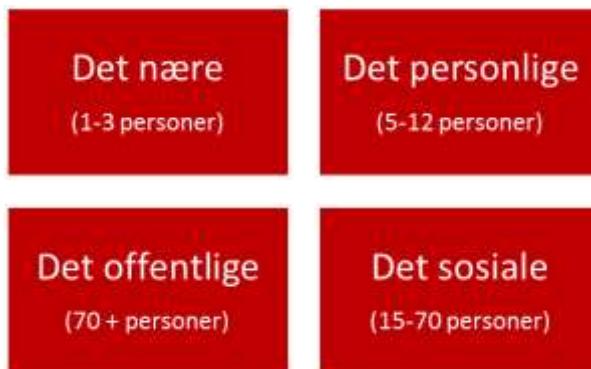 Det nære
(1-3 personer)
Det personlige
(5-12 personer)
Det offentlige
(70 + personer)
Det sosiale
(15-70 personer)